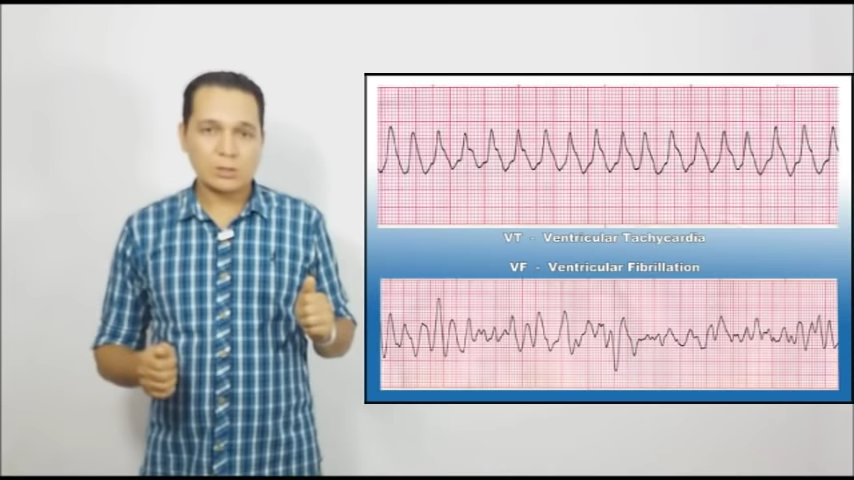 VT - Ventricular Tachycardia
VF - Ventricular Fibrillation